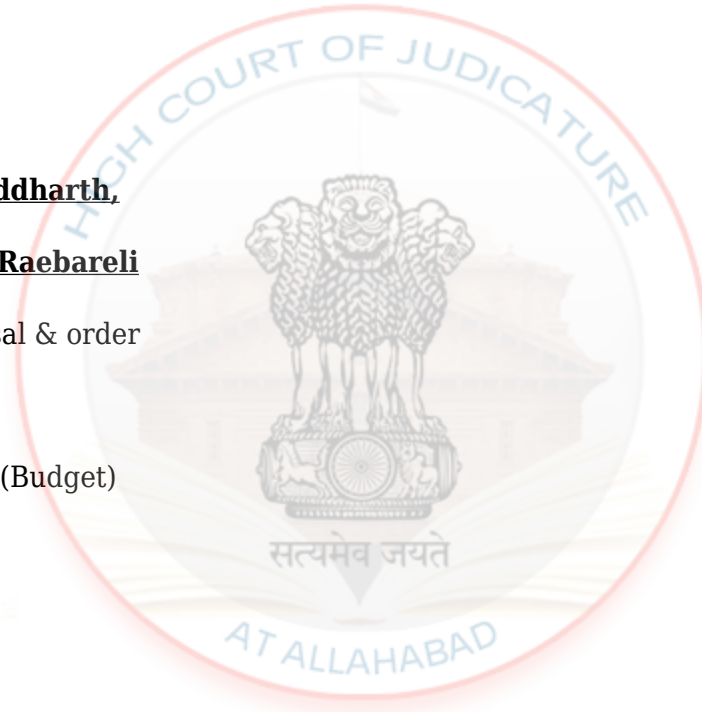 HIGH COURT OF JUDICATURE
ddharth,
Raebareli
al & order
(Budget)
सत्यमेव जयते
AT ALLAHABAD